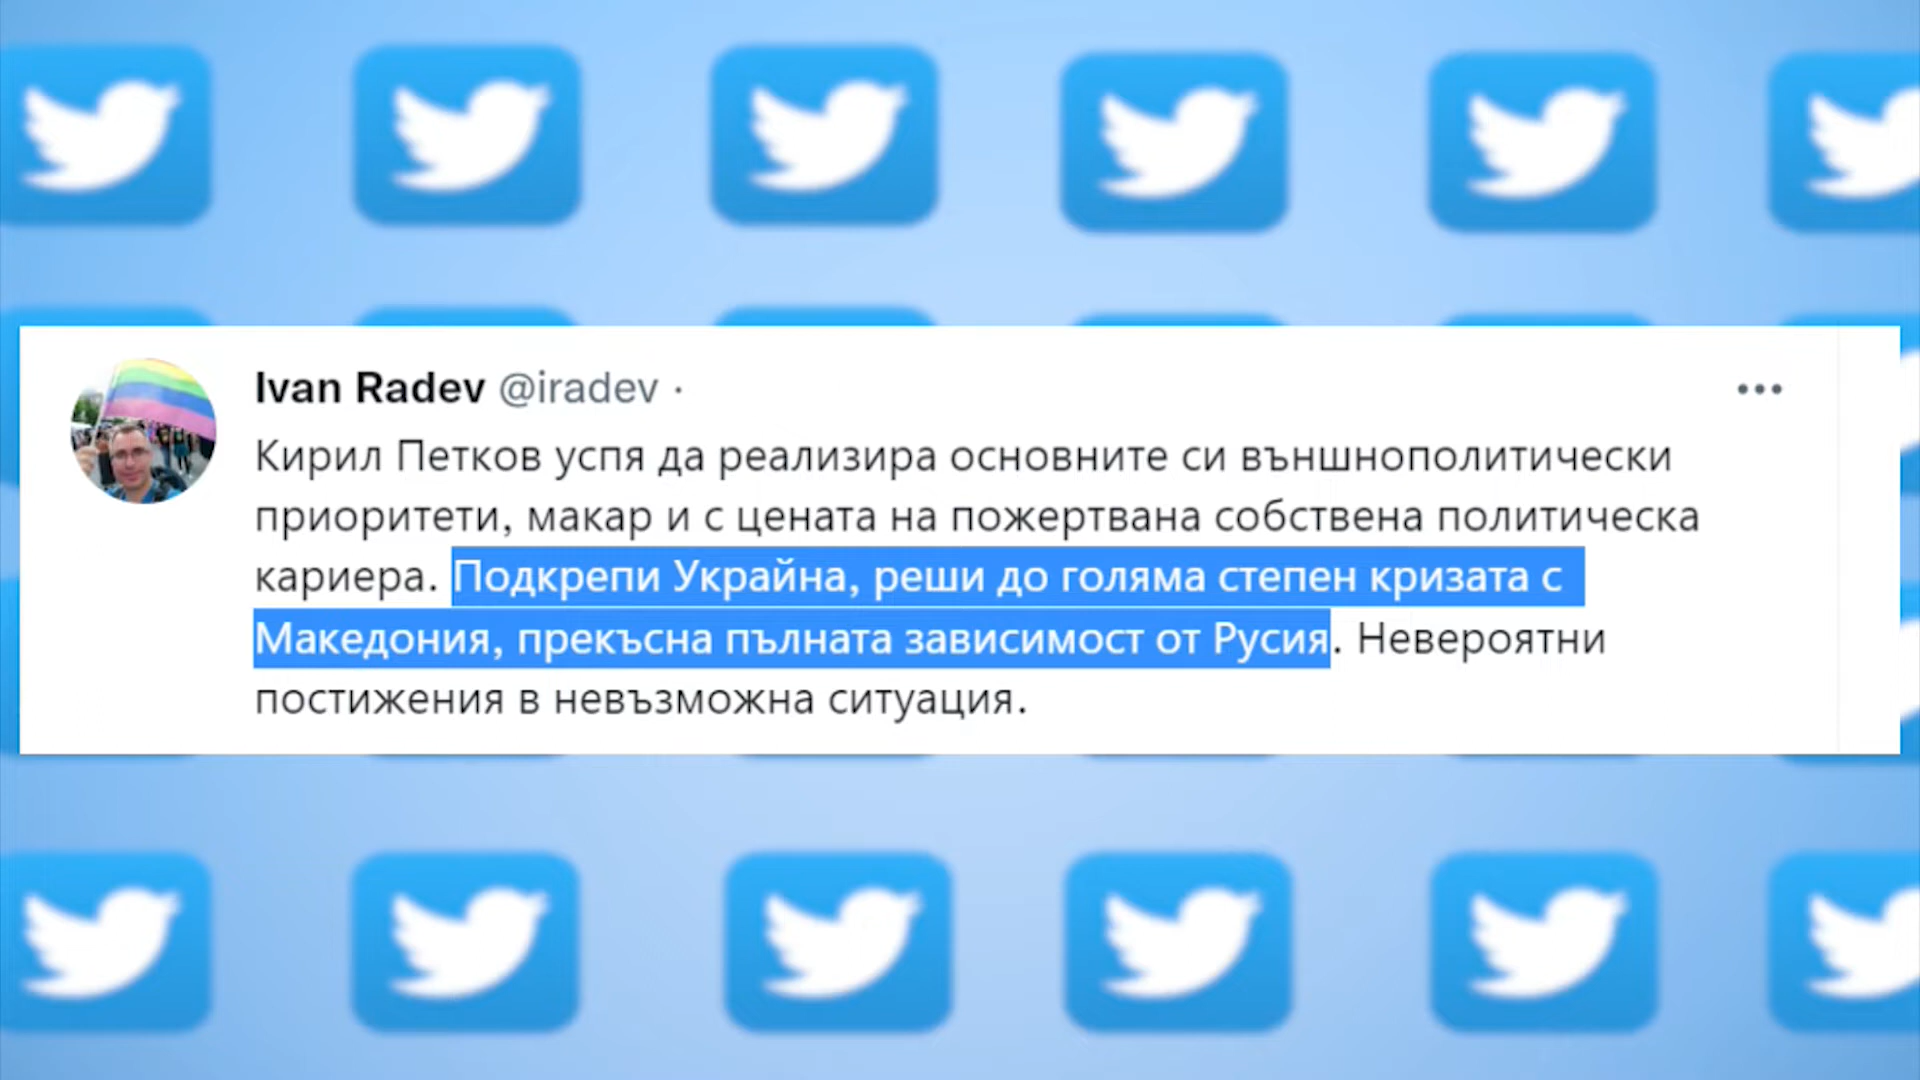 Ivan Radev @iradev ·
Кирил Петков успя да реализира основните си външнополитически
приоритети, макар и с цената на пожертвана собствена политическа
кариера. Подкрепи Украйна, реши до голяма степен кризата с
Македония, прекъсна пълната зависимост от Русия. Невероятни
постижения в невъзможна ситуация.